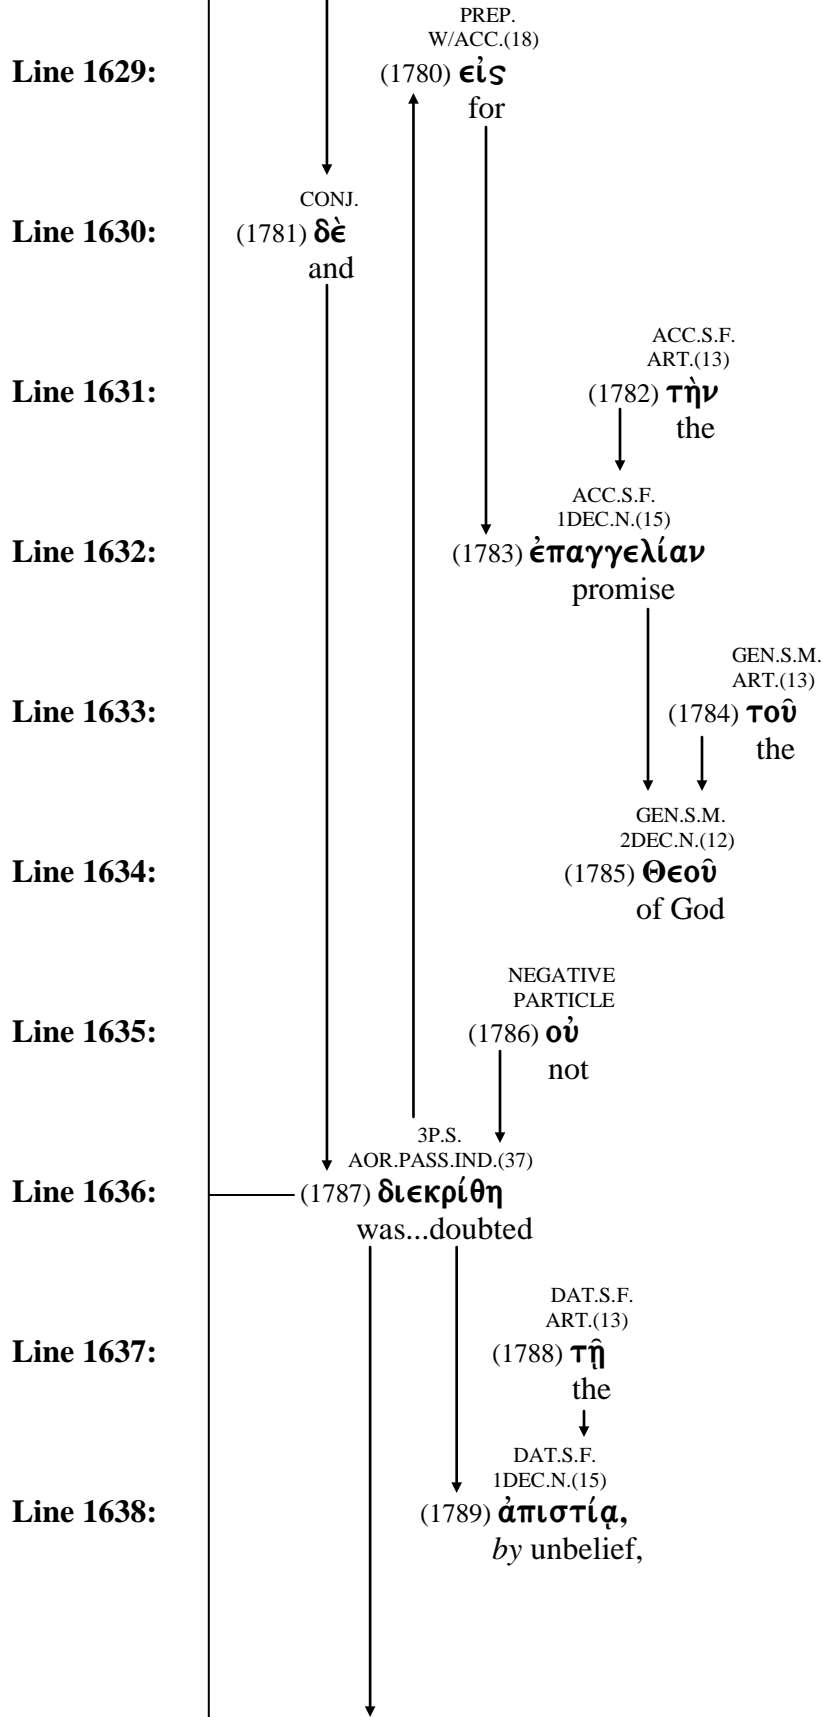 PREP.
W/ACC.(18)
Line 1629: (1780) εἰς
for
CONJ.
Line 1630: (1781) δὲ
and
ACC.S.F.
ART.(13)
Line 1631: (1782) τὴν
the
ACC.S.F.
1DEC.N.(15)
Line 1632: (1783) ἐπαγγελίαν
promise
GEN.S.M.
ART.(13)
Line 1633: (1784) τοῦ
the
GEN.S.M.
2DEC.N.(12)
Line 1634: (1785) Θεοῦ
of God
NEGATIVE
PARTICLE
Line 1635: (1786) οὐ
not
3P.S.
AOR.PASS.IND.(37)
Line 1636: (1787) διεκρίθη
was...doubted
DAT.S.F.
ART.(13)
Line 1637: (1788) τῇ
the
DAT.S.F.
1DEC.N.(15)
Line 1638: (1789) ἀπιστίᾳ,
by unbelief,